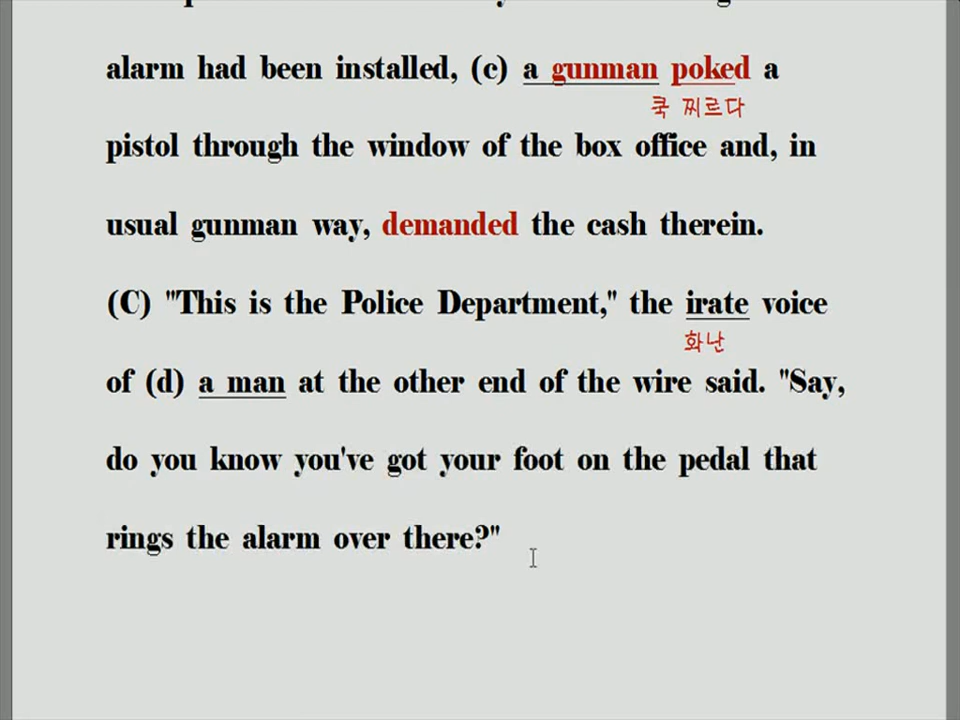 alarm had been installed, (c) a gunman poked a
쿡 찌르다
pistol through the window of the box office and, in
usual gunman way, demanded the cash therein.
(C) "This is the Police Department," the irate voice
화난
of (d) a man at the other end of the wire said. "Say,
do you know you've got your foot on the pedal that
rings the alarm over there?"